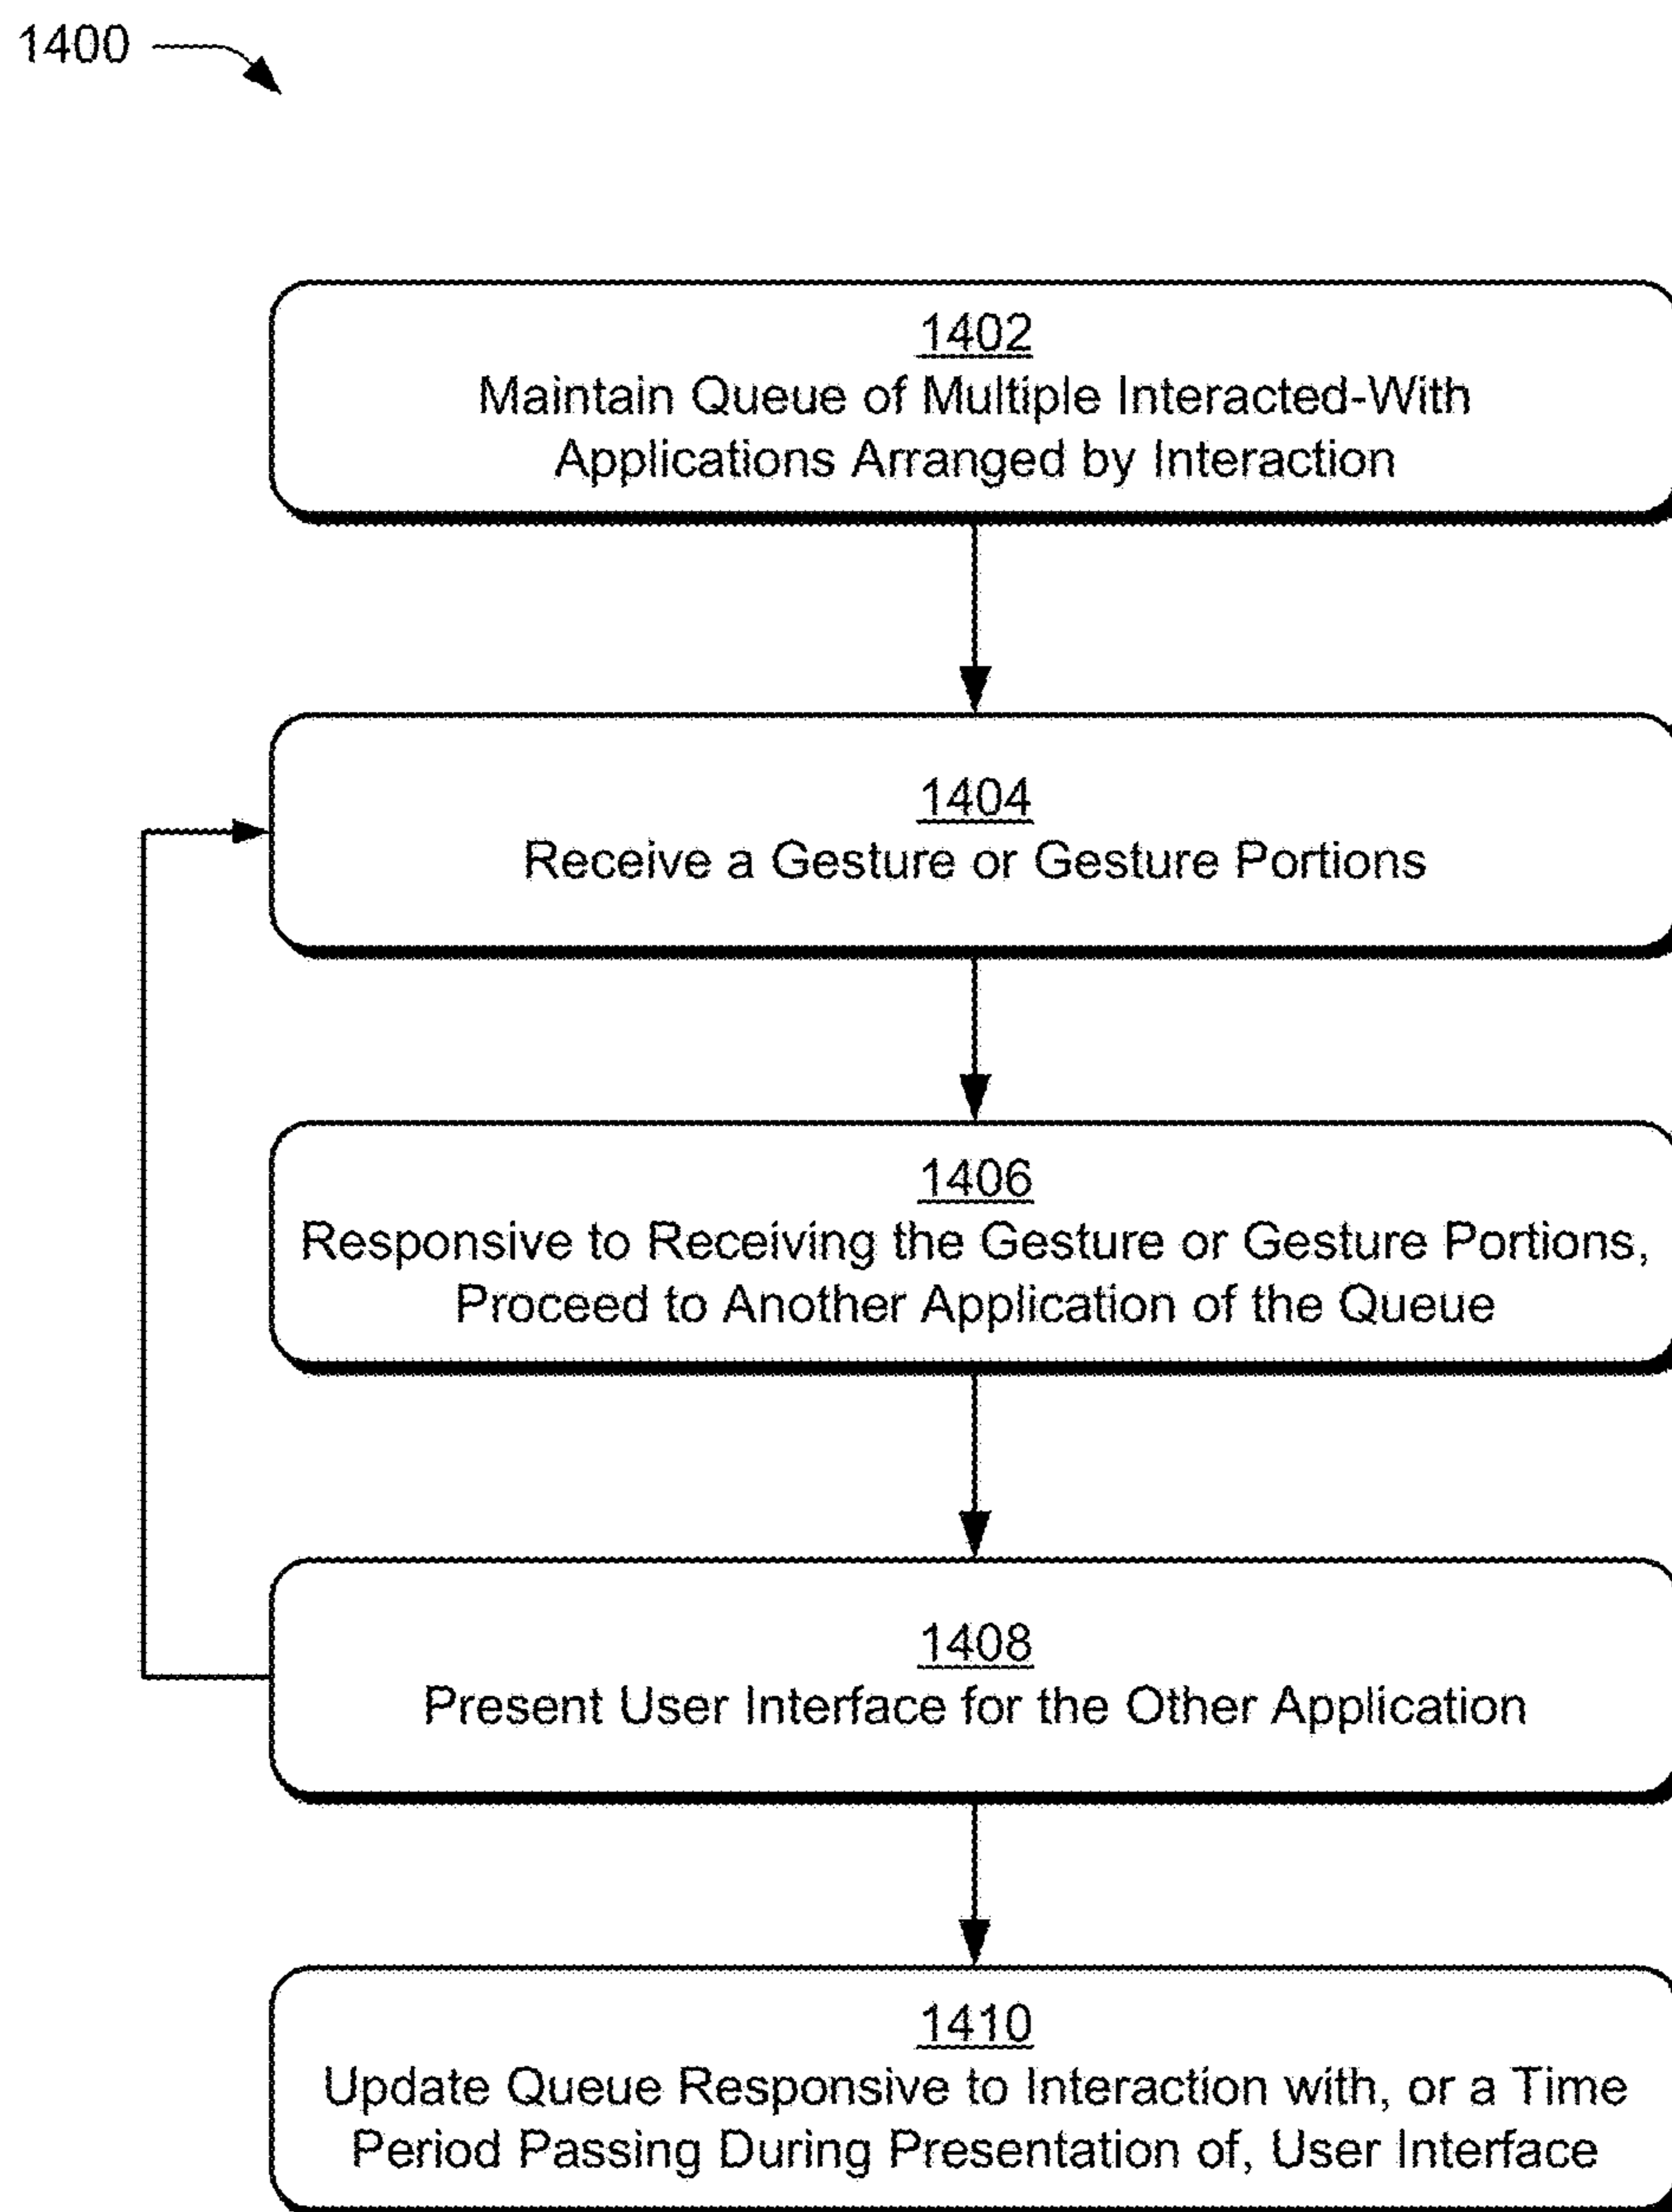 1400
1402
Maintain Queue of Multiple Interacted-With
Applications Arranged by Interaction
1404
Receive a Gesture or Gesture Portions
1406
Responsive to Receiving the Gesture or Gesture Portions,
Proceed to Another Application of the Queue
1408
Present User Interface for the Other Application
1410
Update Queue Responsive to Interaction with, or a Time
Period Passing During Presentation of, User Interface